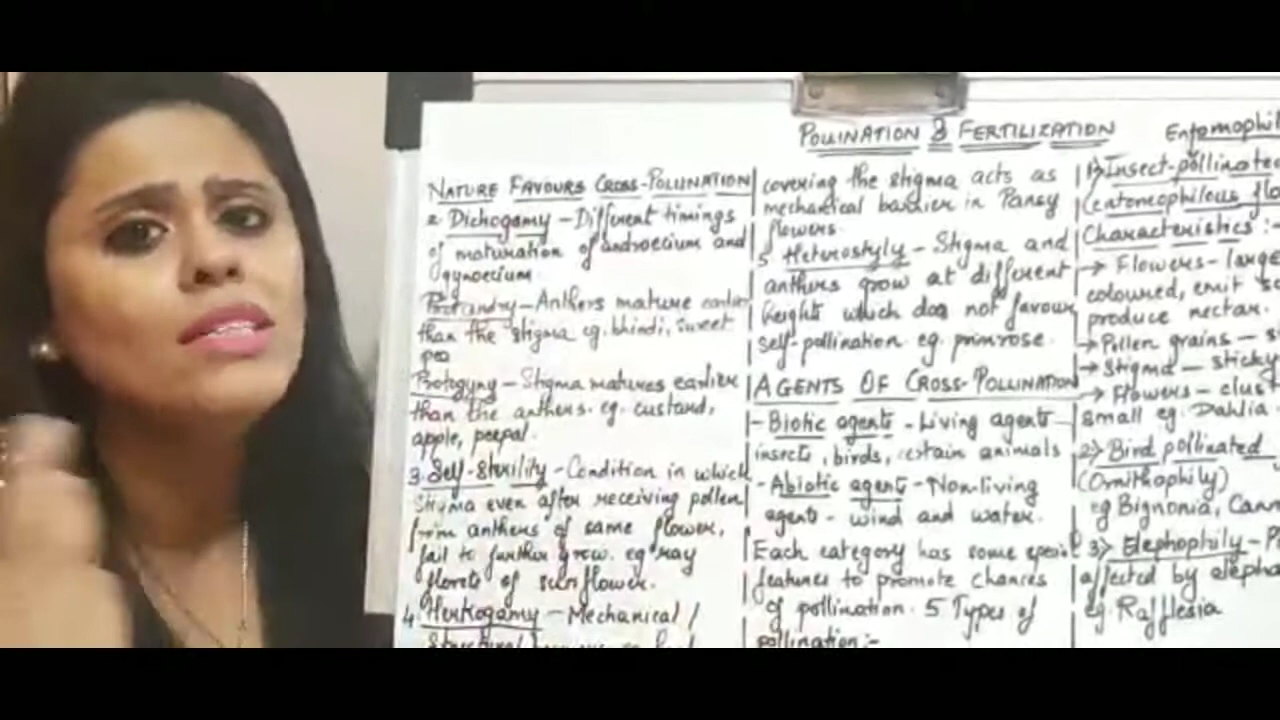 POLLINATION & FERTILIZATION
NATURE FAVOURS CROSS-POLLINATION
2. Dichogamy - Different timings
of maturation of androecium and
gynoecium
Protandry - Anthers mature earlier
than the stigma eg. bhindi, sweet
pea
Protogyny - Stigma matures earlier
than the anthers. eg. custard,
apple, peepal.
3. Self-sterility - Condition in which
stigma even after receiving pollen
from anthers of same flower,
fail to further grow. eg ray
florets of sunflower.
4. Herkogamy - Mechanical /
covering the stigma acts as
mechanical barrier in Pansy
flowers.
5 Heterostyly - Stigma and
anthers grow at different
heights which does not favour
self-pollination. eg. primrose.
AGENTS OF CROSS-POLLINATION
- Biotic agents - Living agents
insects, birds, certain animals
- Abiotic agents - Non-living
agents - wind and water.
Each category has some special
features to promote chances
of pollination. 5 Types of
pollination:-
Entomophil
1> Insect-pollinated
(entomophilous flo
Characteristics :-
→ Flowers - large
coloured, emit
produce nectar.
→ Pollen grains - s
→ Stigma - sticky
→ Flowers - clust
small eg. Dahlia.
2> Bird pollinated
(Ornithophily)
eg Bignonia, Cann
3> Elephophily - P
affected by elepha
eg. Rafflesia